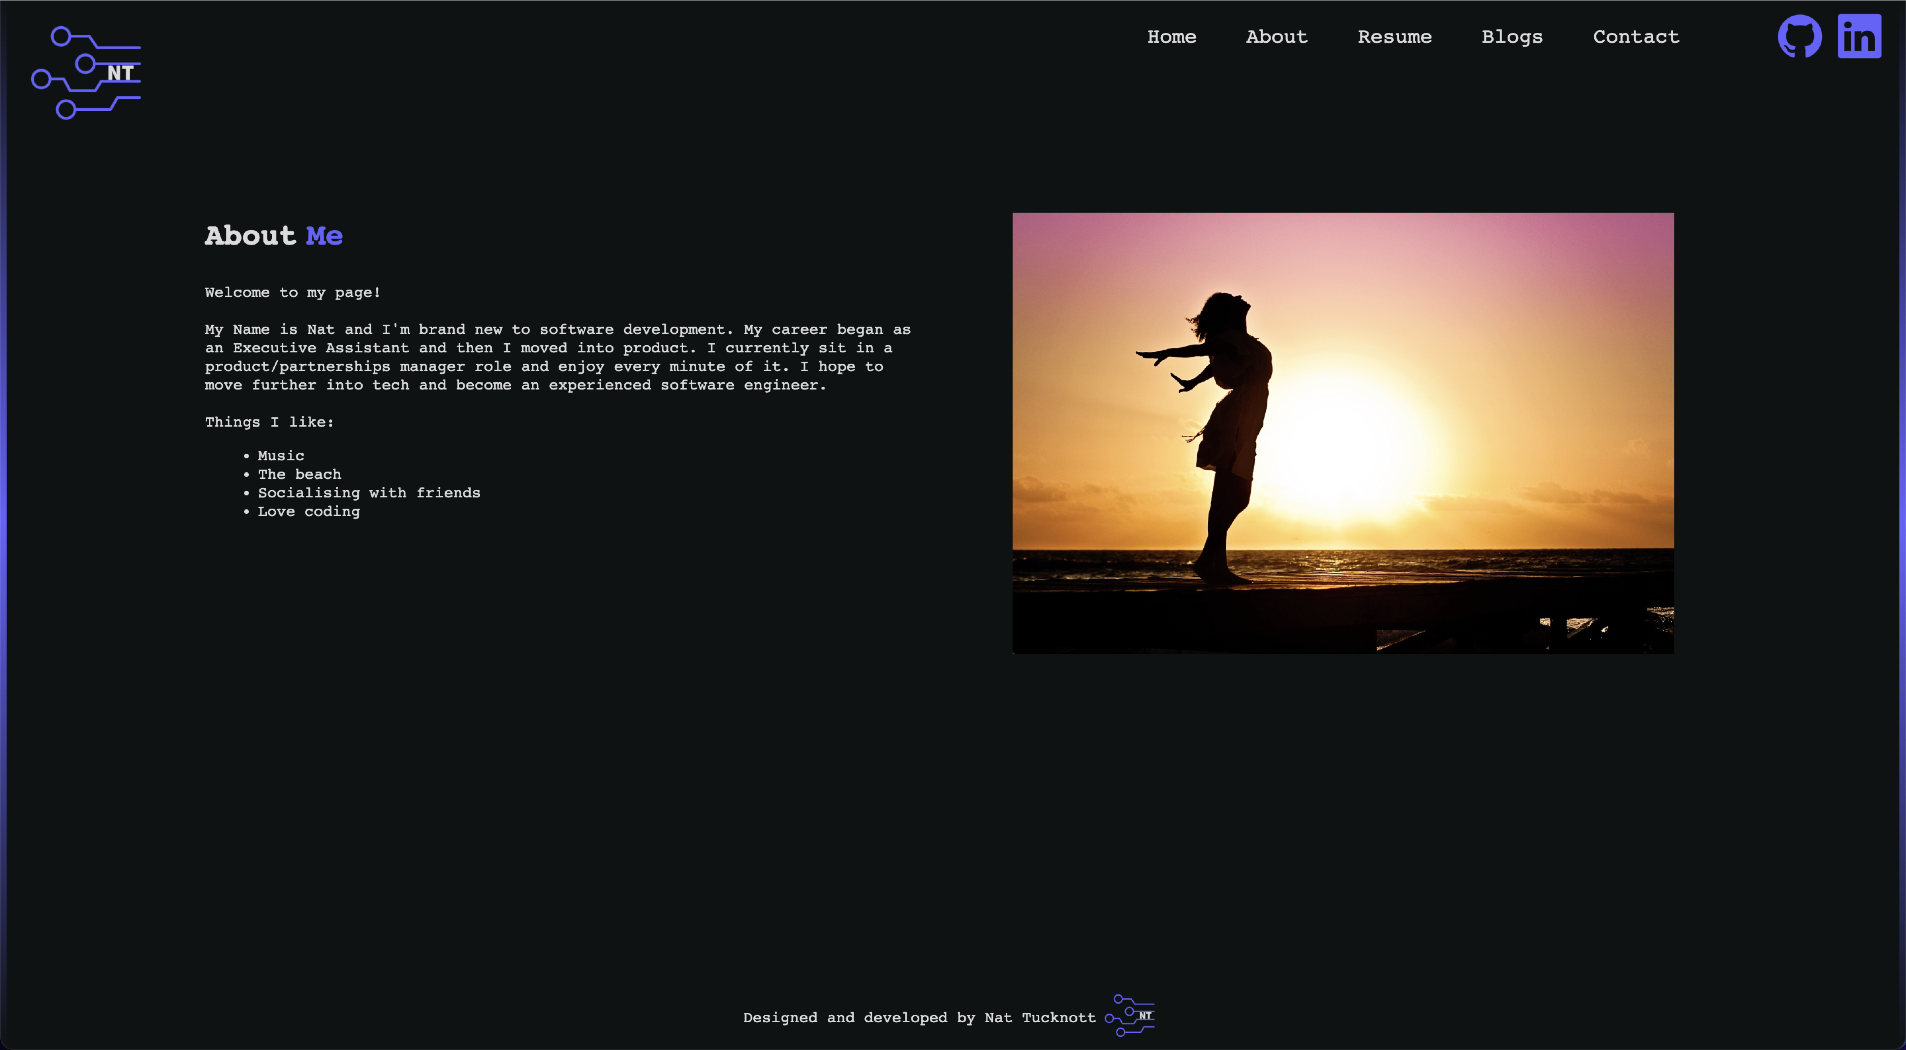 NT
Home About Resume Blogs Contact
in
About Me
Welcome to my page!
My Name is Nat and I'm brand new to software development. My career began as
an Executive Assistant and then I moved into product. I currently sit in a
product/partnerships manager role and enjoy every minute of it. I hope to
move further into tech and become an experienced software engineer.
Things I like:
• Music
• The beach
• Socialising with friends
• Love coding
Designed and developed by Nat Tucknott NT